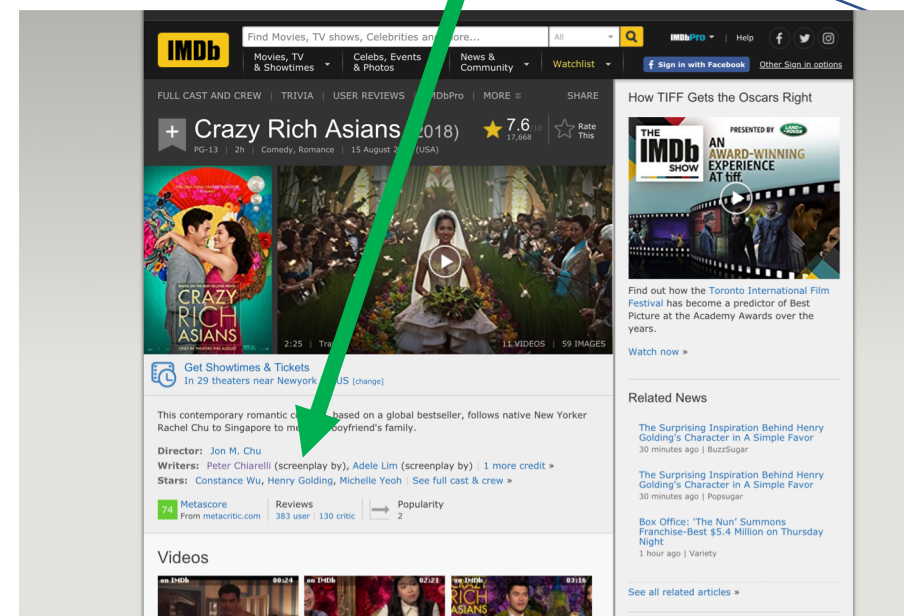 IMDb
Find Movies, TV shows, Celebrities and more...
All
IMDbPro
Help
Movies, TV
& Showtimes
Celebs, Events
& Photos
News &
Community
Watchlist
Sign in with Facebook
Other Sign in options
FULL CAST AND CREW | TRIVIA | USER REVIEWS | IMDbPro | MORE
SHARE
+ Crazy Rich Asians (2018)
7.6/10
17,668
Rate
This
PG-13 | 2h | Comedy, Romance | 15 August 2018 (USA)
CRAZY
RICH
ASIANS
2:25 | Trailer
11 VIDEOS | 59 IMAGES
Get Showtimes & Tickets
In 29 theaters near Newyork US [change]
This contemporary romantic based on a global bestseller, follows native New Yorker
Rachel Chu to Singapore to boyfriend's family.
Director: Jon M. Chu
Writers: Peter Chiarelli (screenplay by), Adele Lim (screenplay by) | 1 more credit »
Stars: Constance Wu, Henry Golding, Michelle Yeoh | See full cast & crew »
74
Metascore
From metacritic.com
Reviews
383 user | 130 critic
Popularity
2
Videos
on IMDb 00:24
on IMDb 02:21
on IMDb 03:16
CRAZY
RICH
ASIANS
How TIFF Gets the Oscars Right
THE
IMDb
SHOW
PRESENTED BY LAND ROVER
AN
AWARD-WINNING
EXPERIENCE
AT tiff.
Find out how the Toronto International Film
Festival has become a predictor of Best
Picture at the Academy Awards over the
years.
Watch now »
Related News
The Surprising Inspiration Behind Henry
Golding's Character in A Simple Favor
30 minutes ago | BuzzSugar
The Surprising Inspiration Behind Henry
Golding's Character in A Simple Favor
30 minutes ago | Popsugar
Box Office: 'The Nun' Summons
Franchise-Best $5.4 Million on Thursday
Night
1 hour ago | Variety
See all related articles »